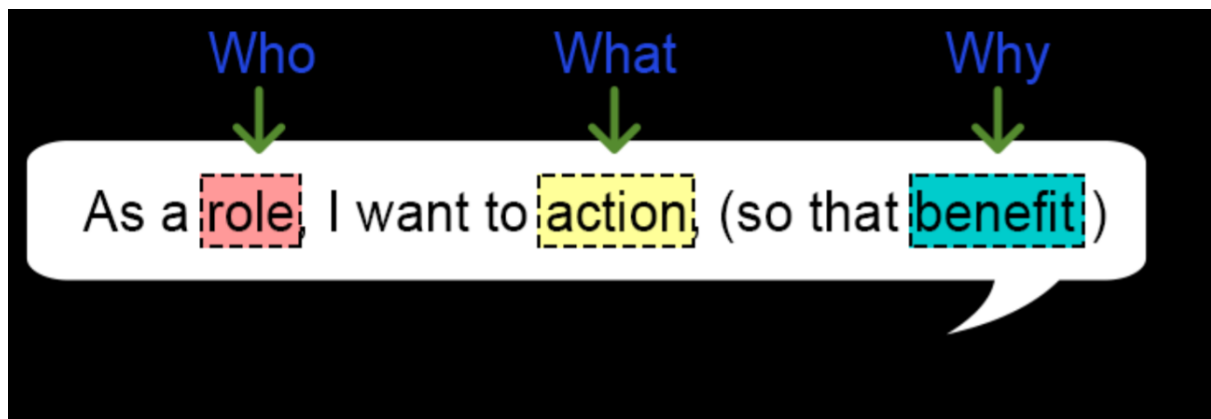 Who What Why
As a role, I want to action, (so that benefit )